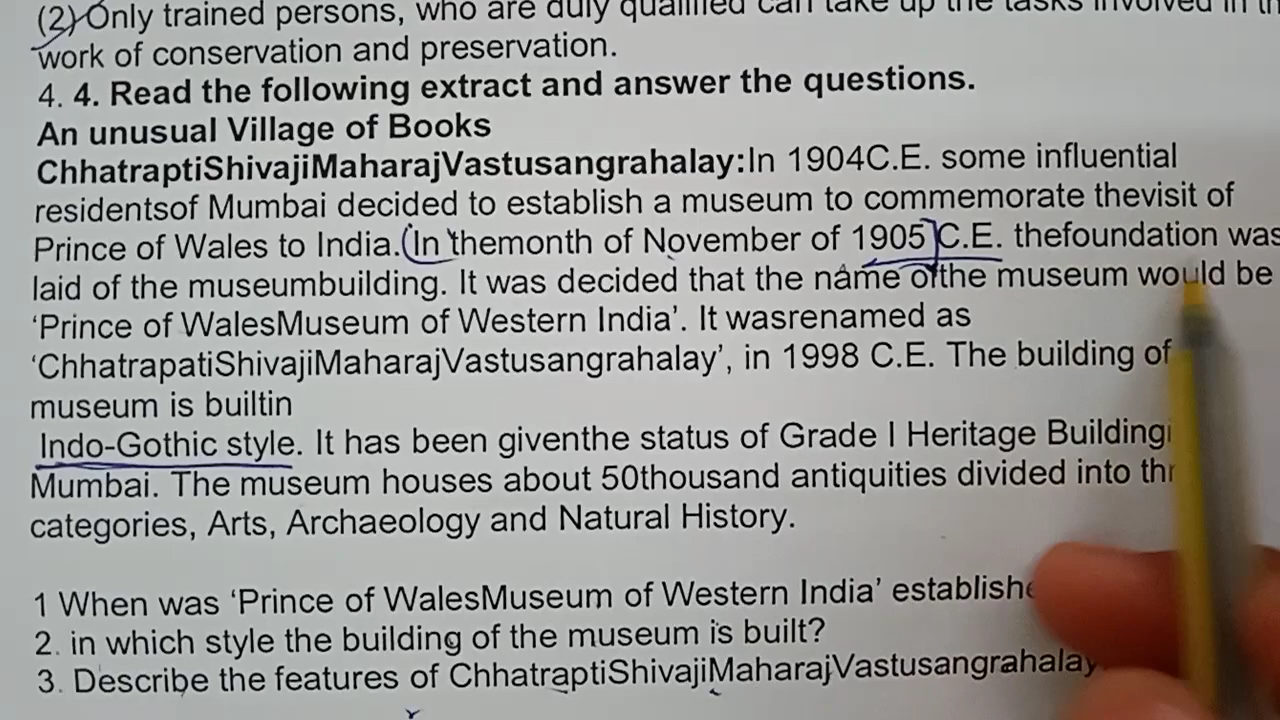 (2) Only trained persons, who are duly qualified can take up the tasks involved in
work of conservation and preservation.
4. 4. Read the following extract and answer the questions.
An unusual Village of Books
ChhatraptiShivajiMaharajVastusangrahalay:In 1904C.E. some influential
residentsof Mumbai decided to establish a museum to commemorate thevisit of
Prince of Wales to India. In themonth of November of 1905 C.E. thefoundation was
laid of the museumbuilding. It was decided that the name ofthe museum would be
‘Prince of WalesMuseum of Western India’. It wasrenamed as
‘ChhatrapatiShivajiMaharajVastusangrahalay’, in 1998 C.E. The building of
museum is builtin
Indo-Gothic style. It has been giventhe status of Grade I Heritage Buildingi
Mumbai. The museum houses about 50thousand antiquities divided into
categories, Arts, Archaeology and Natural History.
1 When was ‘Prince of WalesMuseum of Western India’
2. in which style the building of the museum is built?
3. Describe the features of ChhatraptiShivajiMaharajVastusangrahalay